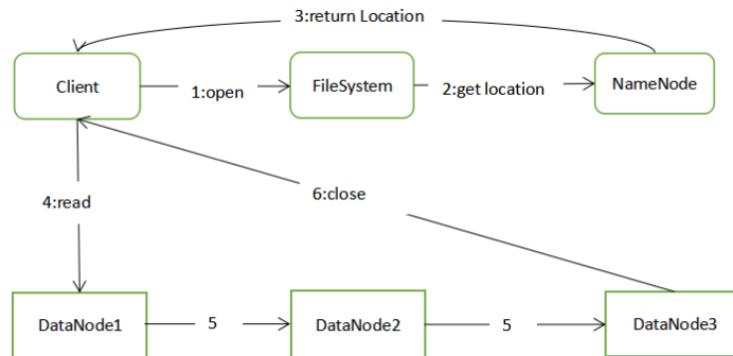 3:return Location
Client
1:open
FileSystem
2:get location
NameNode
4:read
6:close
DataNode1
5
DataNode2
5
DataNode3